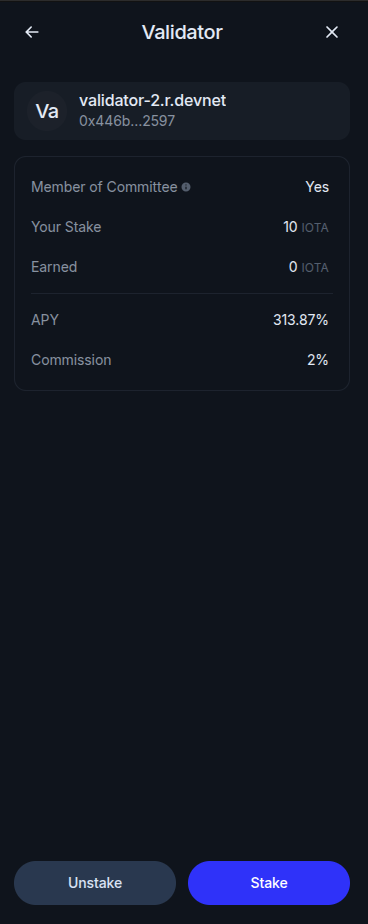 Validator
Va
validator-2.r.devnet
0x446b...2597
Member of Committee Yes
Your Stake 10 IOTA
Earned 0 IOTA
APY 313.87%
Commission 2%
Unstake Stake